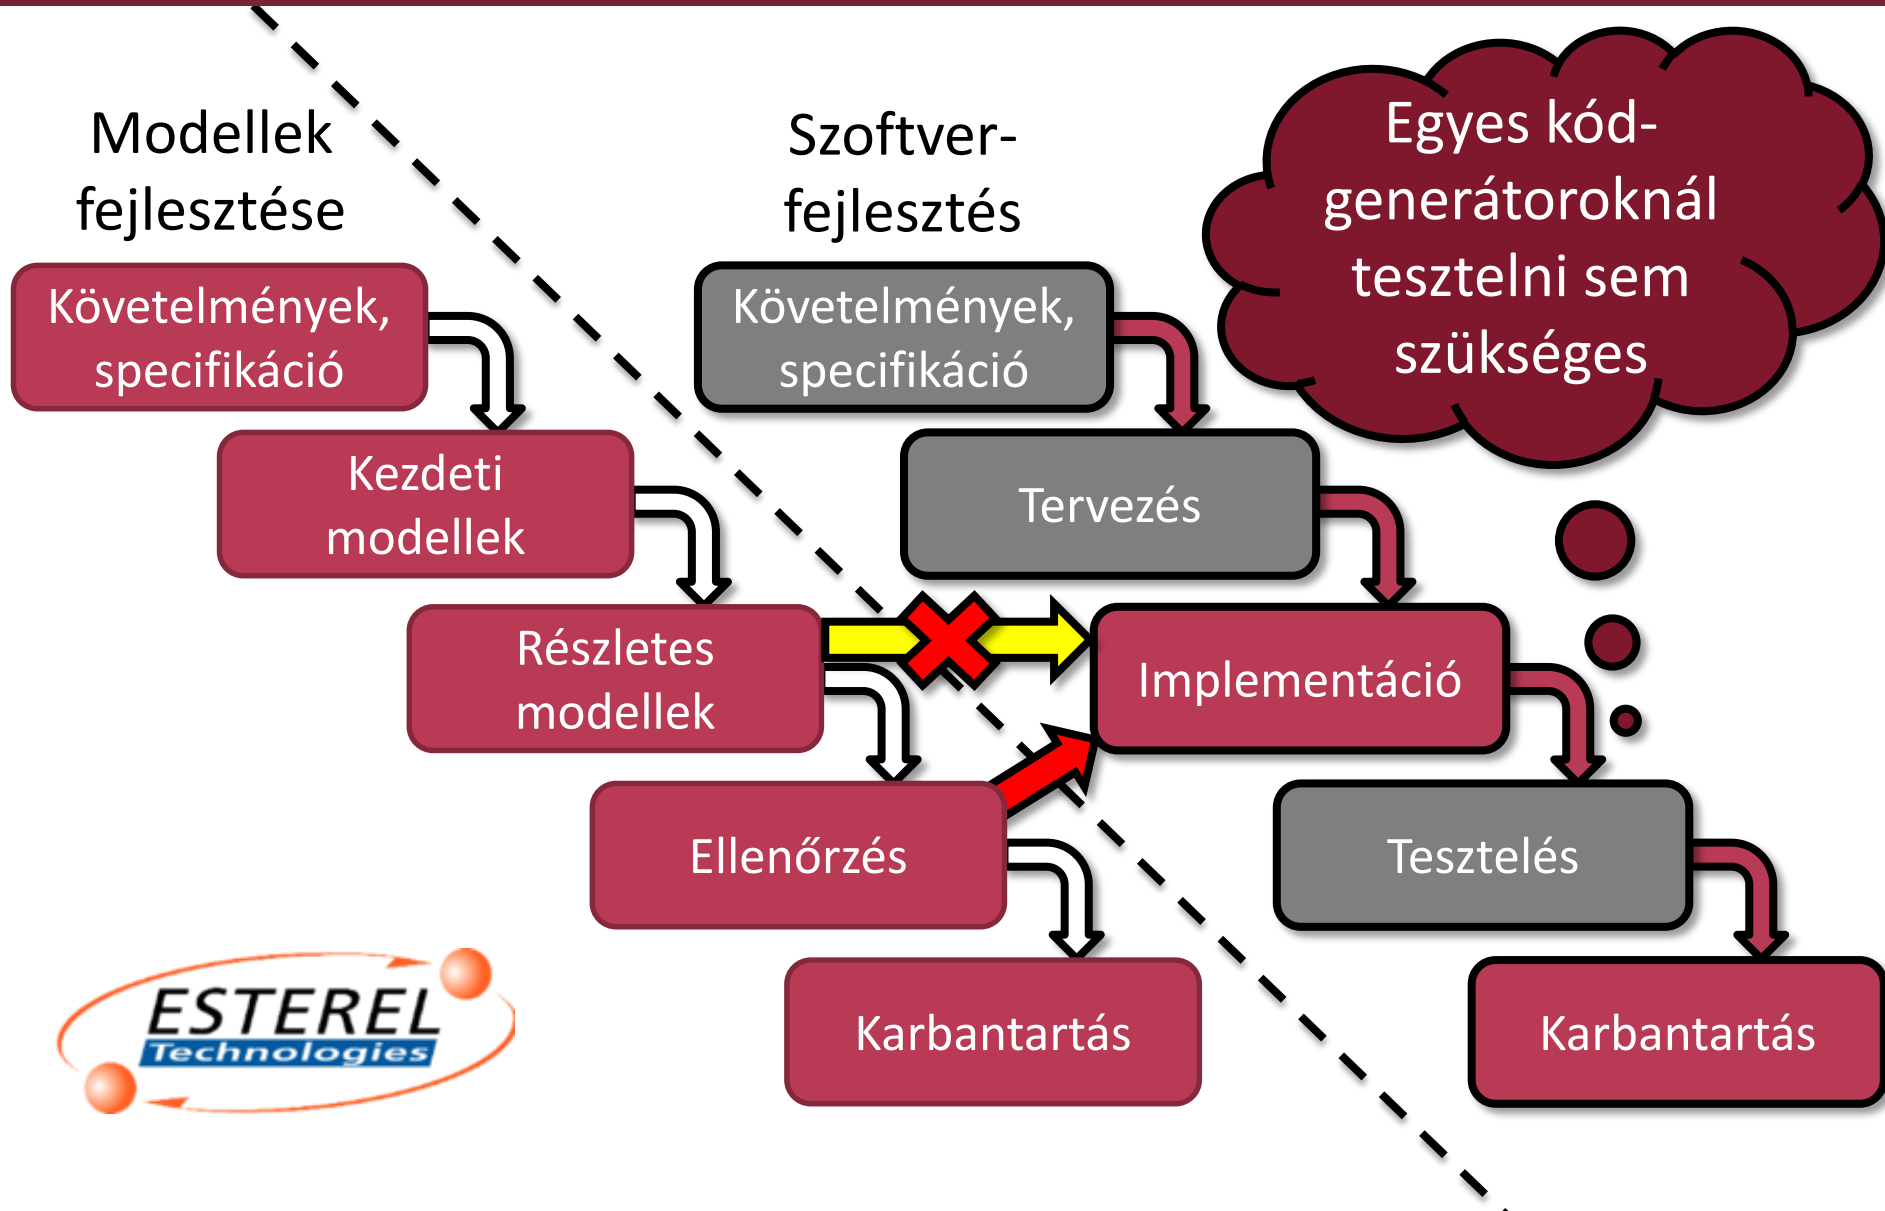 Modellek
fejlesztése
Szoftver-
fejlesztés
Egyes kód-
generátoroknál
tesztelni sem
szükséges
Követelmények,
specifikáció
Kezdeti
modellek
Részletes
modellek
Ellenőrzés
Karbantartás
Követelmények,
specifikáció
Tervezés
Implementáció
Tesztelés
Karbantartás
ESTEREL
Technologies